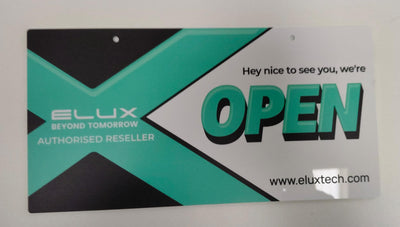 ELUX
BEYOND TOMORROW
AUTHORISED RESELLER
Hey nice to see you, we're
OPEN
www.eluxtech.com